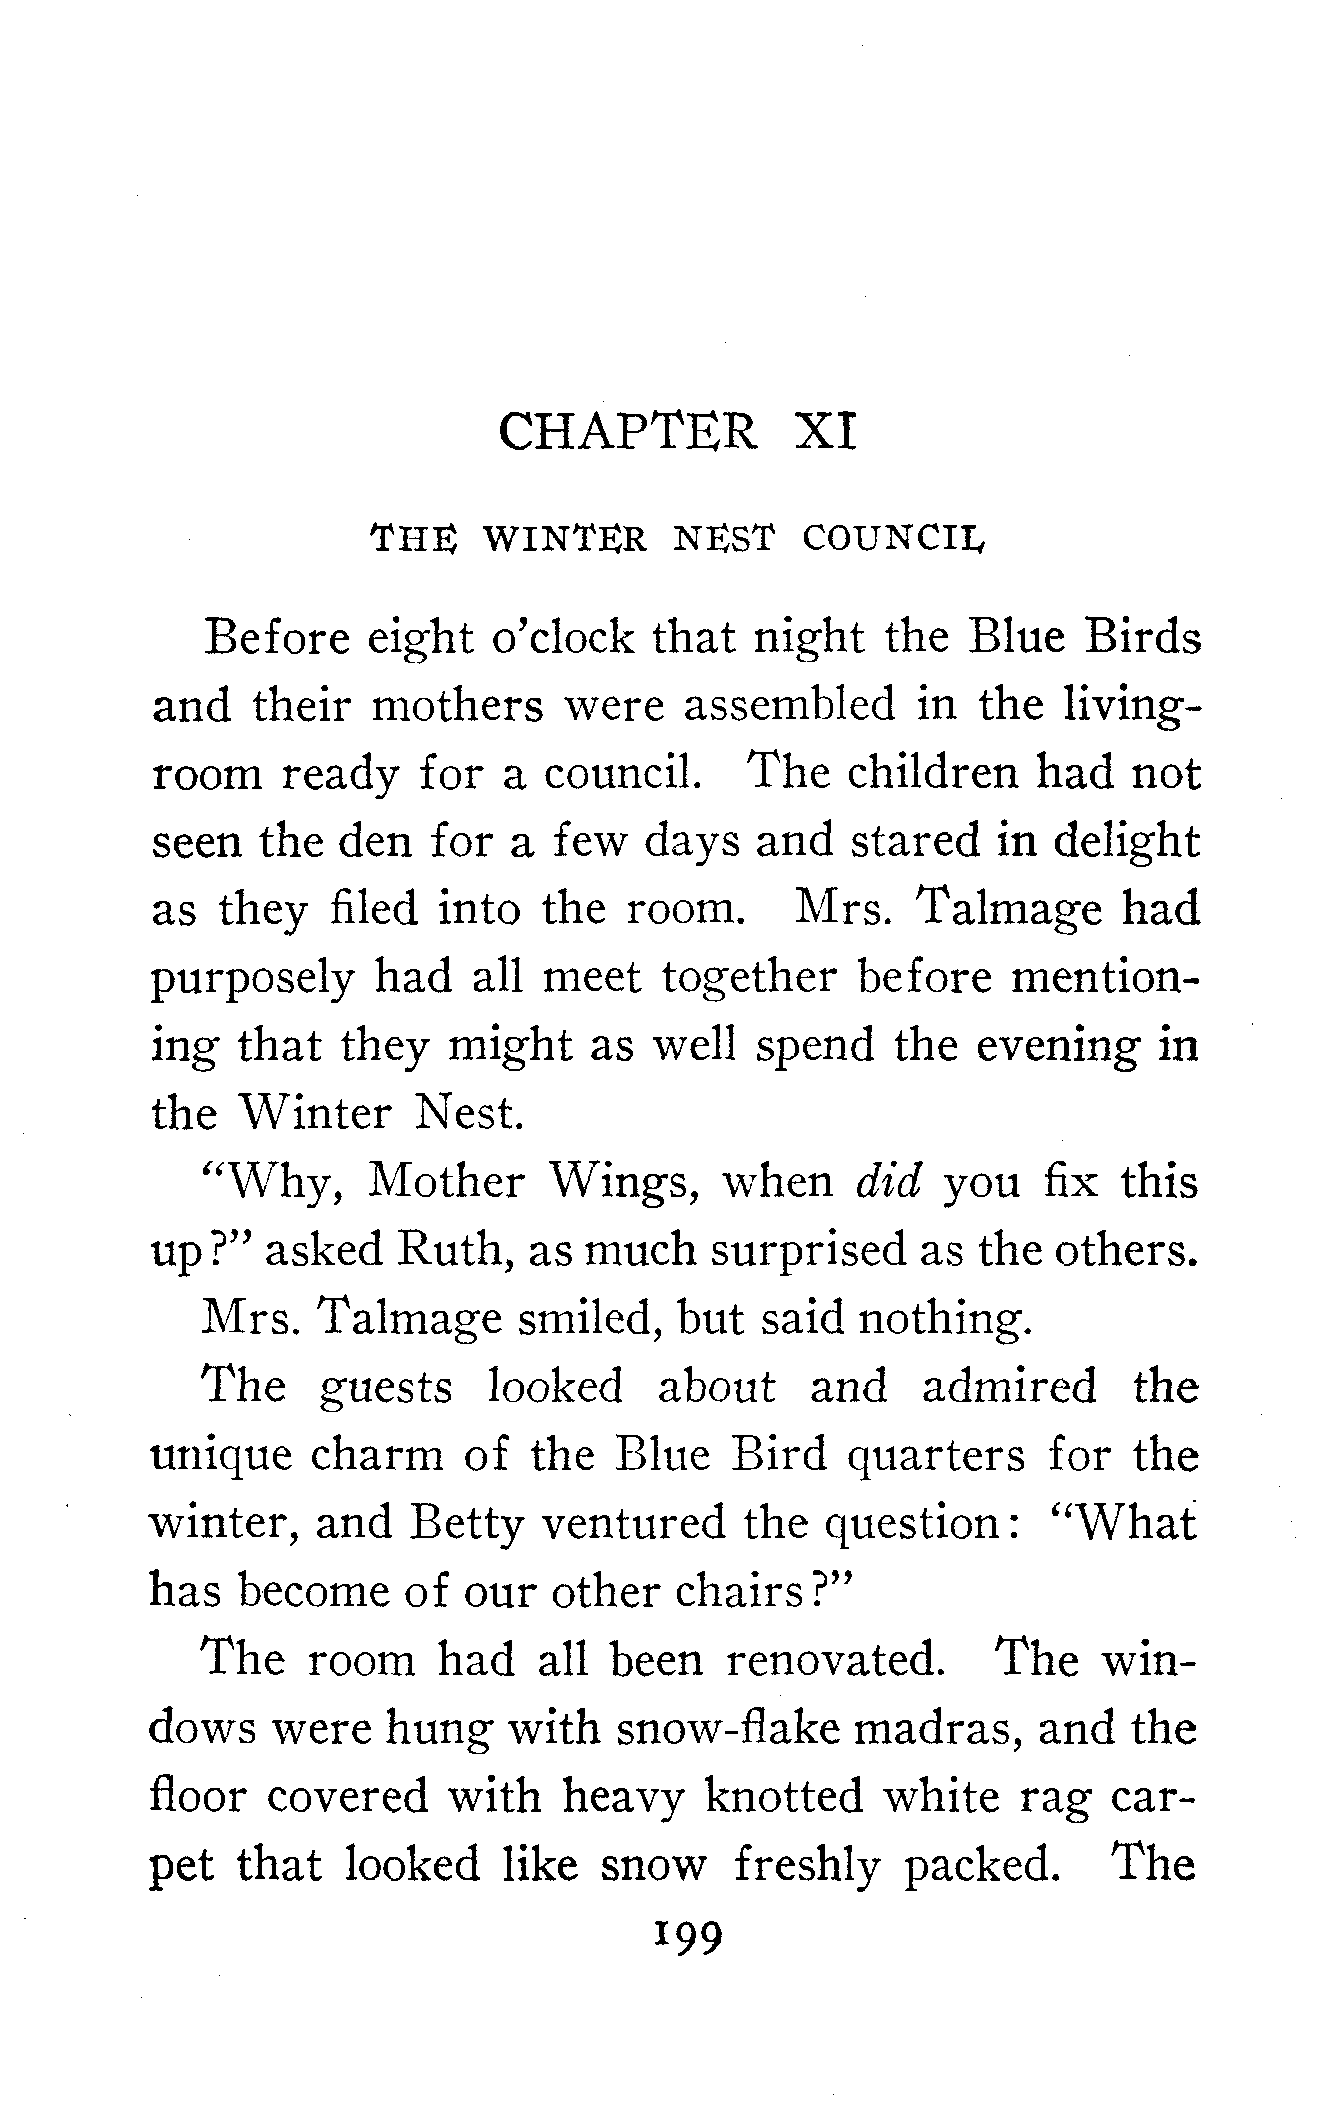 CHAPTER XI
THE WINTER NEST COUNCIL
Before eight o'clock that night the Blue Birds
and their mothers were assembled in the living-
room ready for a council. The children had not
seen the den for a few days and stared in delight
as they filed into the room. Mrs. Talmage had
purposely had all meet together before mention-
ing that they might as well spend the evening in
the Winter Nest.
“Why, Mother Wings, when did you fix this
up?” asked Ruth, as much surprised as the others.
Mrs. Talmage smiled, but said nothing.
The guests looked about and admired the
unique charm of the Blue Bird quarters for the
winter, and Betty ventured the question: “What
has become of our other chairs?”
The room had all been renovated. The win-
dows were hung with snow-flake madras, and the
floor covered with heavy knotted white rag car-
pet that looked like snow freshly packed. The
199